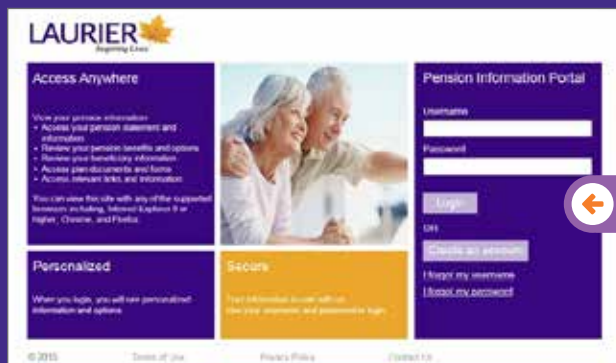 LAURIER
Inspiring Lives
Access Anywhere
View your pension information
• Access your pension statement and
information
• Review your pension benefits and options
• Review your beneficiary information
• Access plan documents and forms
• Access relevant links and information
You can view this site with any of the supported
browsers including, Internet Explorer 9 or
higher, Chrome, and Firefox.
Personalized
When you login, you will see personalized
information and options
Secure
Your information is safe with us.
Use your username and password to login.
Pension Information Portal
Username
Password
Login
OR
Create an account
I forgot my username
I forgot my password
© 2015
Terms of Use
Privacy Policy
Contact Us